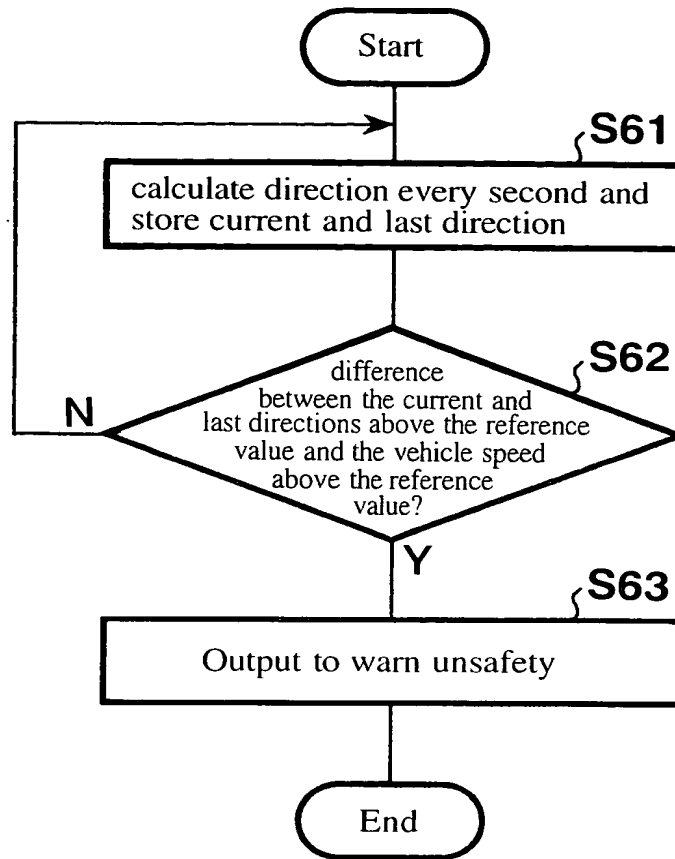 Start
S61
calculate direction every second and
store current and last direction
S62
difference
between the current and
last directions above the reference
value and the vehicle speed
above the reference
value?
N
Y
S63
Output to warn unsafety
End